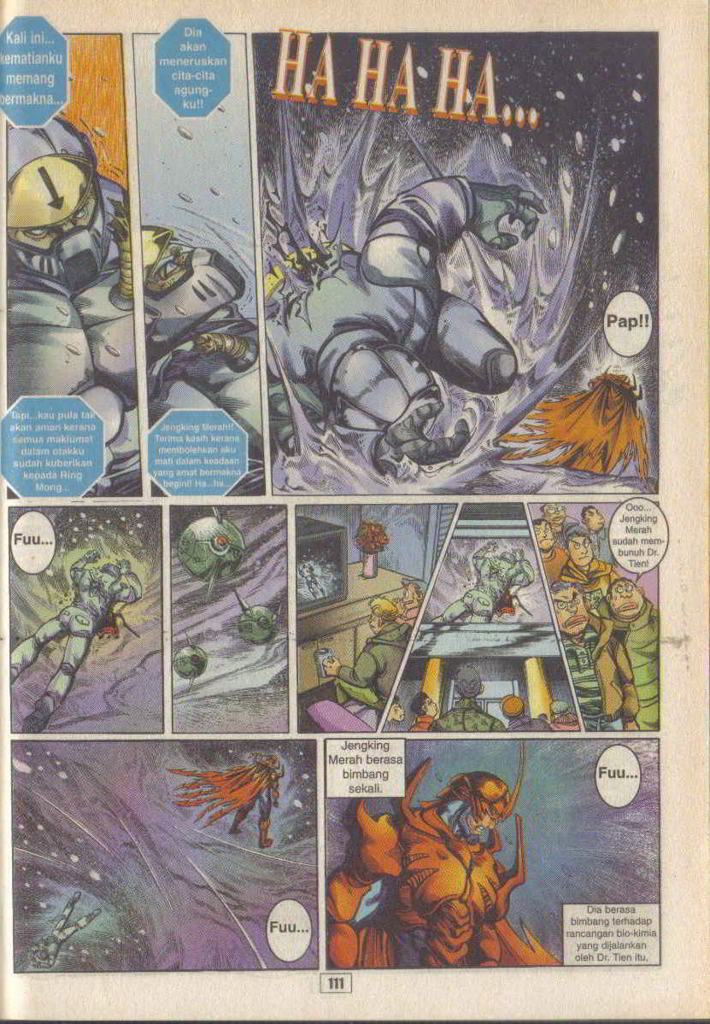 Kali ini...
kematianku
memang
bermakna...
Dia
akan
meneruskan
cita-cita
agung-
ku!!
HA HA HA...
Pap!!
Tapi...kau pula tak
akan aman kerana
semua maklumat
dalam otakku
sudah kuberikan
kepada Ring
Mong...
Jengking Merah!!
Terima kasih kerana
membolehkan aku
mati dalam keadaan
yang amat bermakna
begini! Ha...ha...
Fuu...
Ooo...
Jengking
Merah
sudah mem-
bunuh Dr.
Tien!
Fuu...
Jengking
Merah berasa
bimbang
sekali.
Fuu...
Dia berasa
bimbang terhadap
rancangan bio-kimia
yang dijalankan
oleh Dr. Tien itu.
111